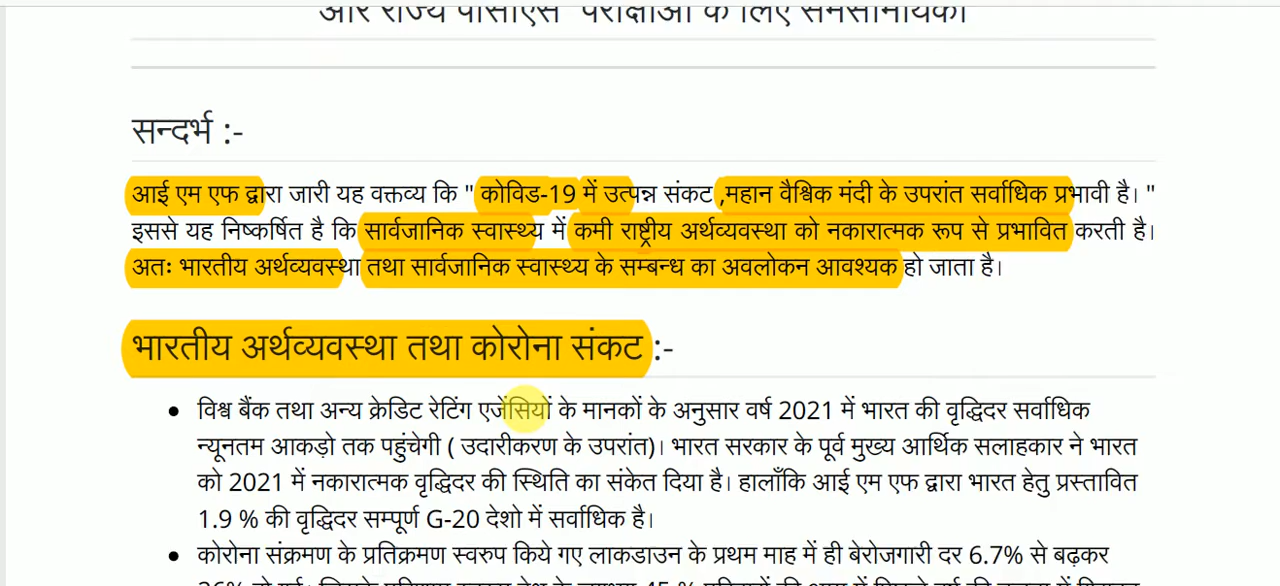 और राज्य पीसीएस परीक्षाओं के लिए समसामयिकी
सन्दर्भ :-
आई एम एफ द्वारा जारी यह वक्तव्य कि " कोविड-19 में उत्पन्न संकट ,महान वैश्विक मंदी के उपरांत सर्वाधिक प्रभावी है। "
इससे यह निष्कर्षित है कि सार्वजानिक स्वास्थ्य में कमी राष्ट्रीय अर्थव्यवस्था को नकारात्मक रूप से प्रभावित करती है।
अतः भारतीय अर्थव्यवस्था तथा सार्वजानिक स्वास्थ्य के सम्बन्ध का अवलोकन आवश्यक हो जाता है।
भारतीय अर्थव्यवस्था तथा कोरोना संकट :-
• विश्व बैंक तथा अन्य क्रेडिट रेटिंग एजेंसियों के मानकों के अनुसार वर्ष 2021 में भारत की वृद्धिदर सर्वाधिक
न्यूनतम आकड़ो तक पहुंचेगी ( उदारीकरण के उपरांत)। भारत सरकार के पूर्व मुख्य आर्थिक सलाहकार ने भारत
को 2021 में नकारात्मक वृद्धिदर की स्थिति का संकेत दिया है। हालाँकि आई एम एफ द्वारा भारत हेतु प्रस्तावित
1.9 % की वृद्धिदर सम्पूर्ण G-20 देशो में सर्वाधिक है।
• कोरोना संक्रमण के प्रतिक्रमण स्वरुप किये गए लाकडाउन के प्रथम माह में ही बेरोजगारी दर 6.7% से बढ़कर